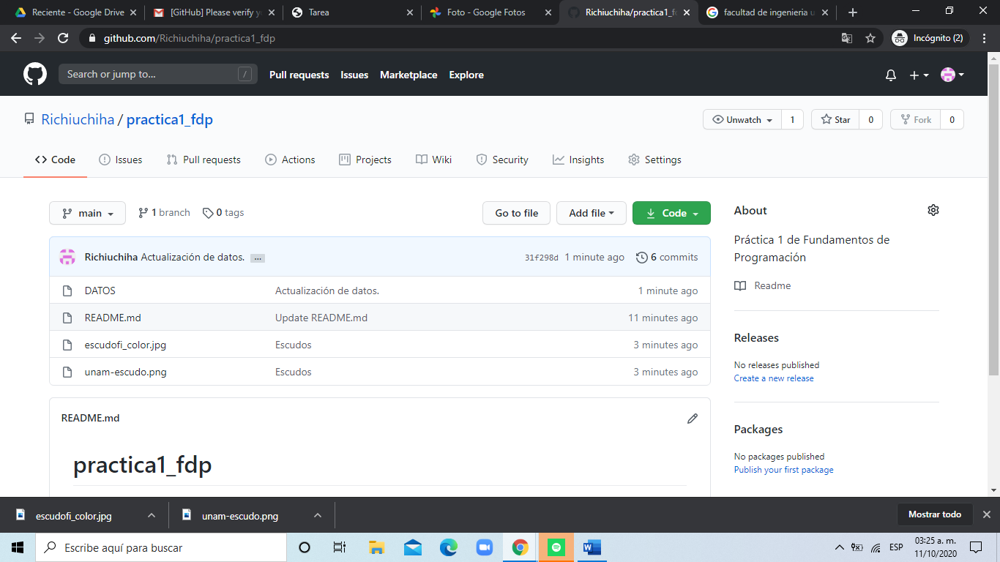 Reciente - Google Drive
[GitHub] Please verify yo
Tarea
Foto - Google Fotos
Richiuchiha/practica1_f
facultad de ingenieria u
github.com/Richiuchiha/practica1_fdp
Incógnito (2)
Search or jump to...
/
Pull requests
Issues
Marketplace
Explore
Richiuchiha / practica1_fdp
Unwatch
1
Star
0
Fork
0
Code
Issues
Pull requests
Actions
Projects
Wiki
Security
Insights
Settings
main
1 branch
0 tags
Go to file
Add file
Code
Richiuchiha Actualización de datos. ...
31f298d 1 minute ago
6 commits
DATOS
Actualización de datos.
1 minute ago
README.md
Update README.md
11 minutes ago
escudofi_color.jpg
Escudos
3 minutes ago
unam-escudo.png
Escudos
3 minutes ago
README.md
practica1_fdp
About
Práctica 1 de Fundamentos de
Programación
Readme
Releases
No releases published
Create a new release
Packages
No packages published
Publish your first package
escudofi_color.jpg
unam-escudo.png
Mostrar todo
Escribe aquí para buscar
ESP
03:25 a. m.
11/10/2020